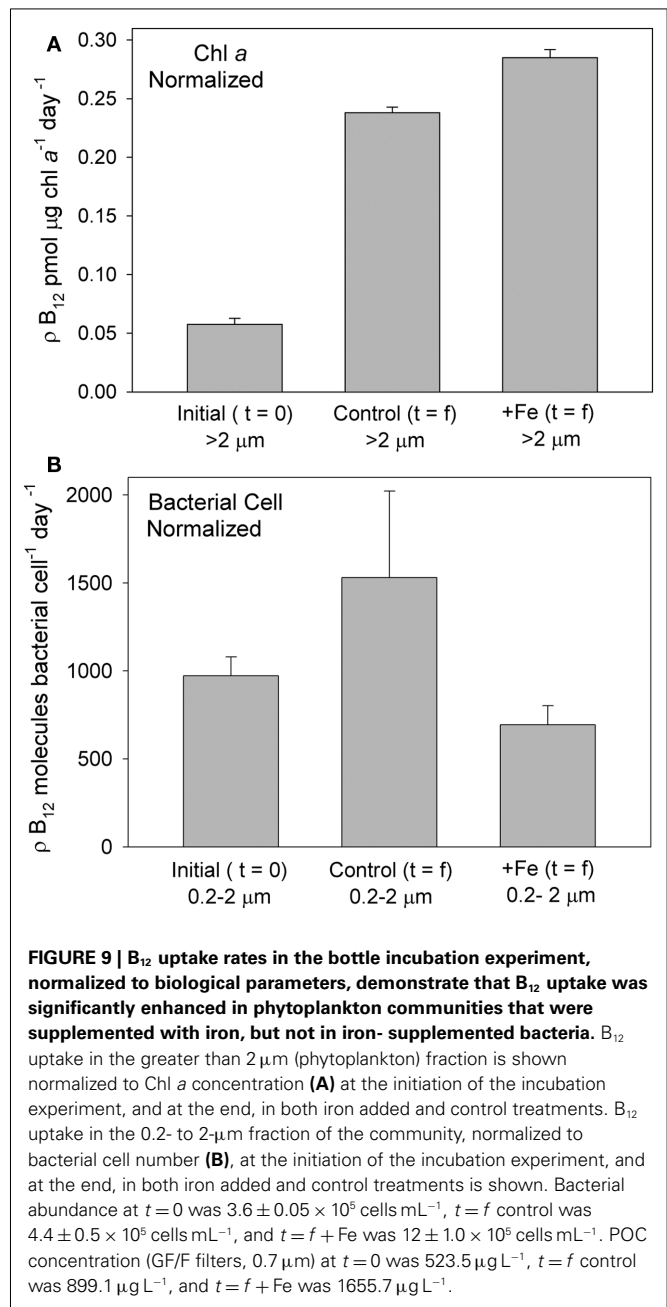 A
Chl a
Normalized
ρ B₁₂ pmol μg chl a⁻¹ day⁻¹
0.30
0.25
0.20
0.15
0.10
0.05
0.00
Initial ( t = 0)
>2 μm
Control (t = f)
>2 μm
+Fe (t = f)
>2 μm
B
Bacterial Cell
Normalized
ρ B₁₂ molecules bacterial cell⁻¹ day⁻¹
2000
1500
1000
500
0
Initial ( t = 0)
0.2-2 μm
Control (t = f)
0.2-2 μm
+Fe (t = f)
0.2- 2 μm
FIGURE 9 | B₁₂ uptake rates in the bottle incubation experiment,
normalized to biological parameters, demonstrate that B₁₂ uptake was
significantly enhanced in phytoplankton communities that were
supplemented with iron, but not in iron- supplemented bacteria. B₁₂
uptake in the greater than 2 μm (phytoplankton) fraction is shown
normalized to Chl a concentration (A) at the initiation of the incubation
experiment, and at the end, in both iron added and control treatments. B₁₂
uptake in the 0.2- to 2-μm fraction of the community, normalized to
bacterial cell number (B), at the initiation of the incubation experiment, and
at the end, in both iron added and control treatments is shown. Bacterial
abundance at t = 0 was 3.6 ± 0.05 × 10⁵ cells mL⁻¹, t = f control was
4.4 ± 0.5 × 10⁵ cells mL⁻¹, and t = f + Fe was 12 ± 1.0 × 10⁵ cells mL⁻¹. POC
concentration (GF/F filters, 0.7 μm) at t = 0 was 523.5 μg L⁻¹, t = f control
was 899.1 μg L⁻¹, and t = f + Fe was 1655.7 μg L⁻¹.